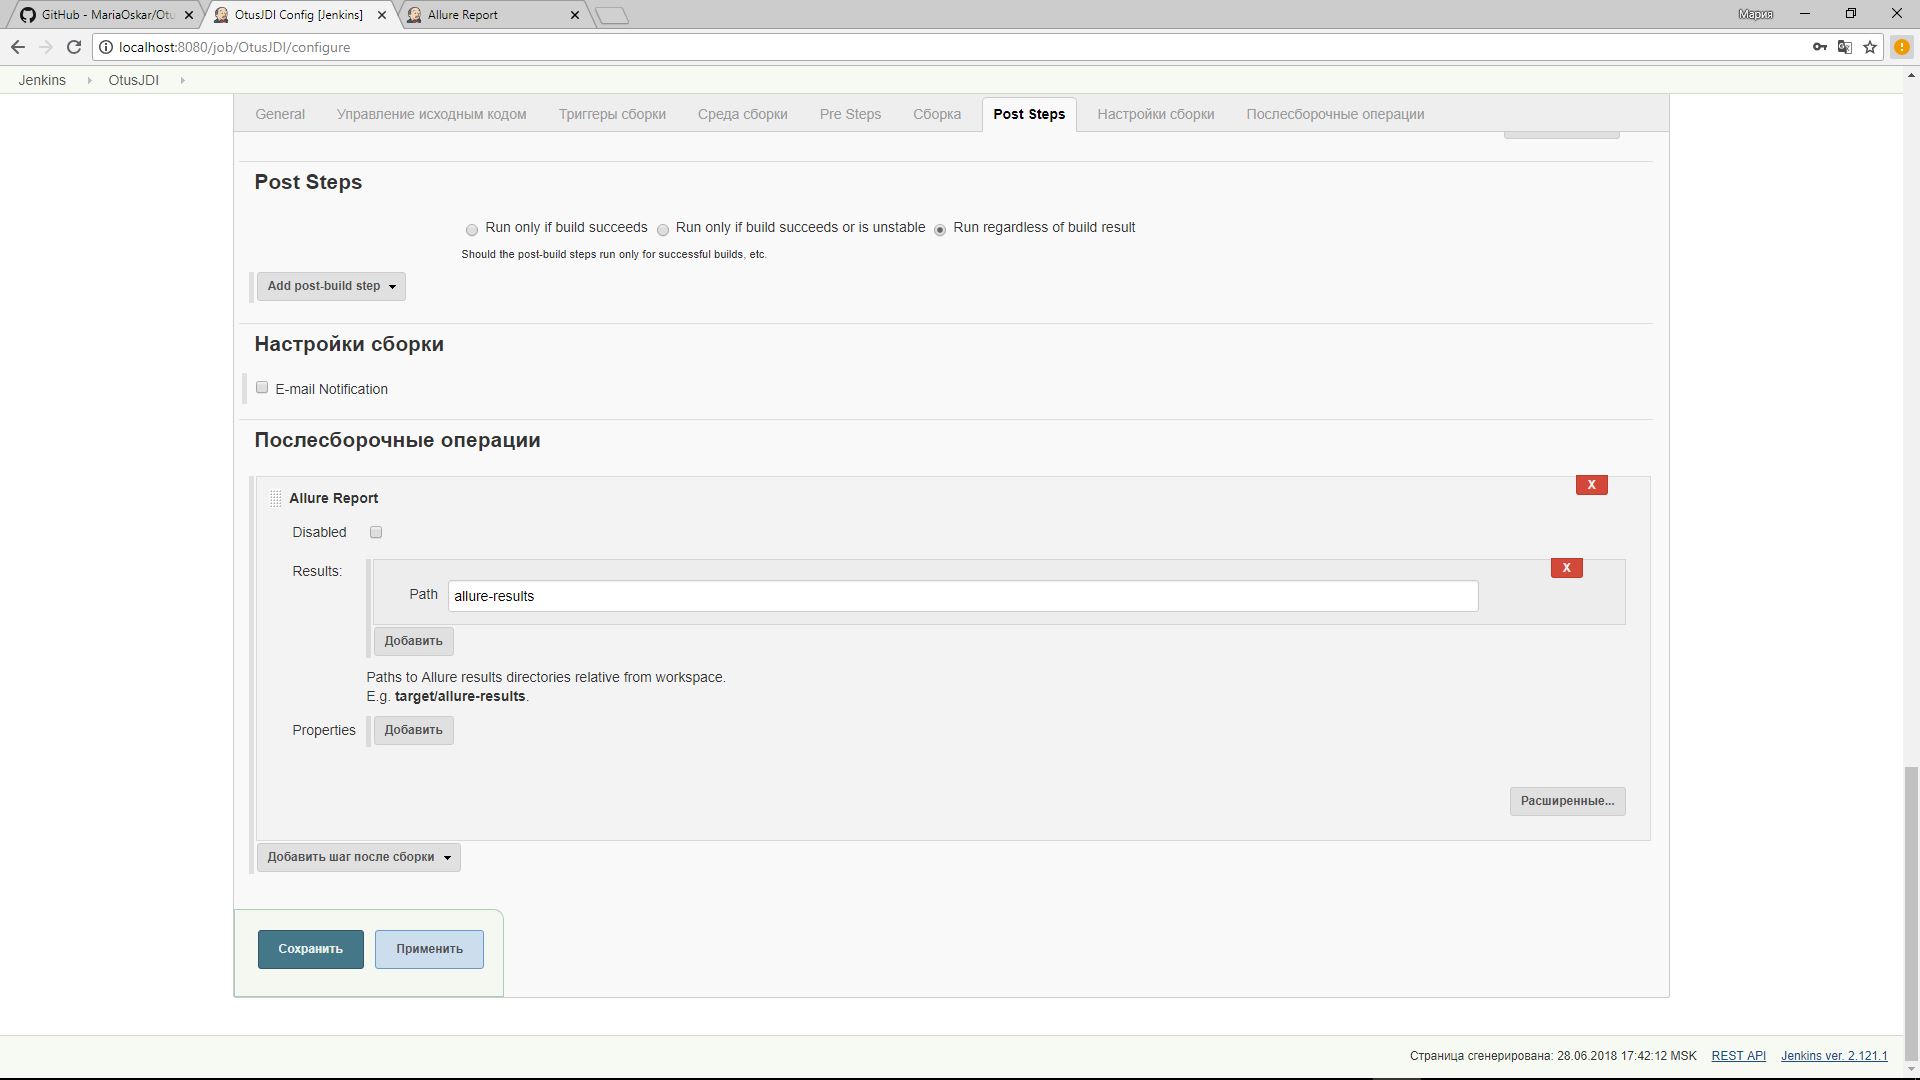 GitHub - MariaOskar/Otu
OtusJDI Config [Jenkins]
Allure Report
Мария
localhost:8080/job/OtusJDI/configure
Jenkins
OtusJDI
General
Управление исходным кодом
Триггеры сборки
Среда сборки
Pre Steps
Сборка
Post Steps
Настройки сборки
Послесборочные операции
Post Steps
Run only if build succeeds
Run only if build succeeds or is unstable
Run regardless of build result
Should the post-build steps run only for successful builds, etc.
Add post-build step
Настройки сборки
E-mail Notification
Послесборочные операции
X
Allure Report
Disabled
X
Results:
Path
allure-results
Добавить
Paths to Allure results directories relative from workspace.
E.g. target/allure-results.
Properties
Добавить
Расширенные...
Добавить шаг после сборки
Сохранить
Применить
Страница сгенерирована: 28.06.2018 17:42:12 MSK
REST API
Jenkins ver. 2.121.1